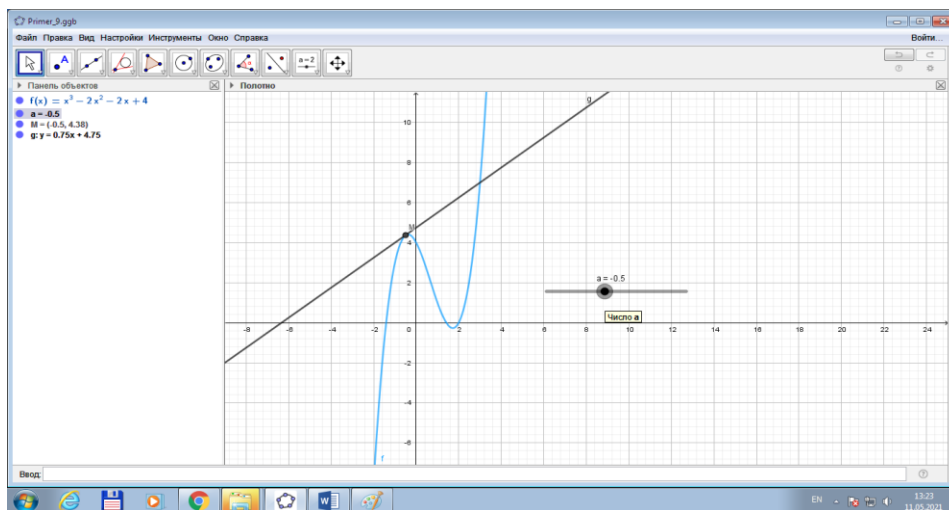 Primer_9.ggb
Файл Правка Вид Настройки Инструменты Окно Справка
Войти...
A
a=2
Панель объектов
Полотно
f(x) = x³ − 2x² − 2x + 4
a = -0.5
M = (-0.5, 4.38)
g: y = 0.75x + 4.75
g
10
8
6
M
4
a = -0.5
2
Число a
-8 -6 -4 -2 0 2 4 6 8 10 12 14 16 18 20 22 24
-2
-4
-6
f
Ввод:
EN
13:23
11.05.2021